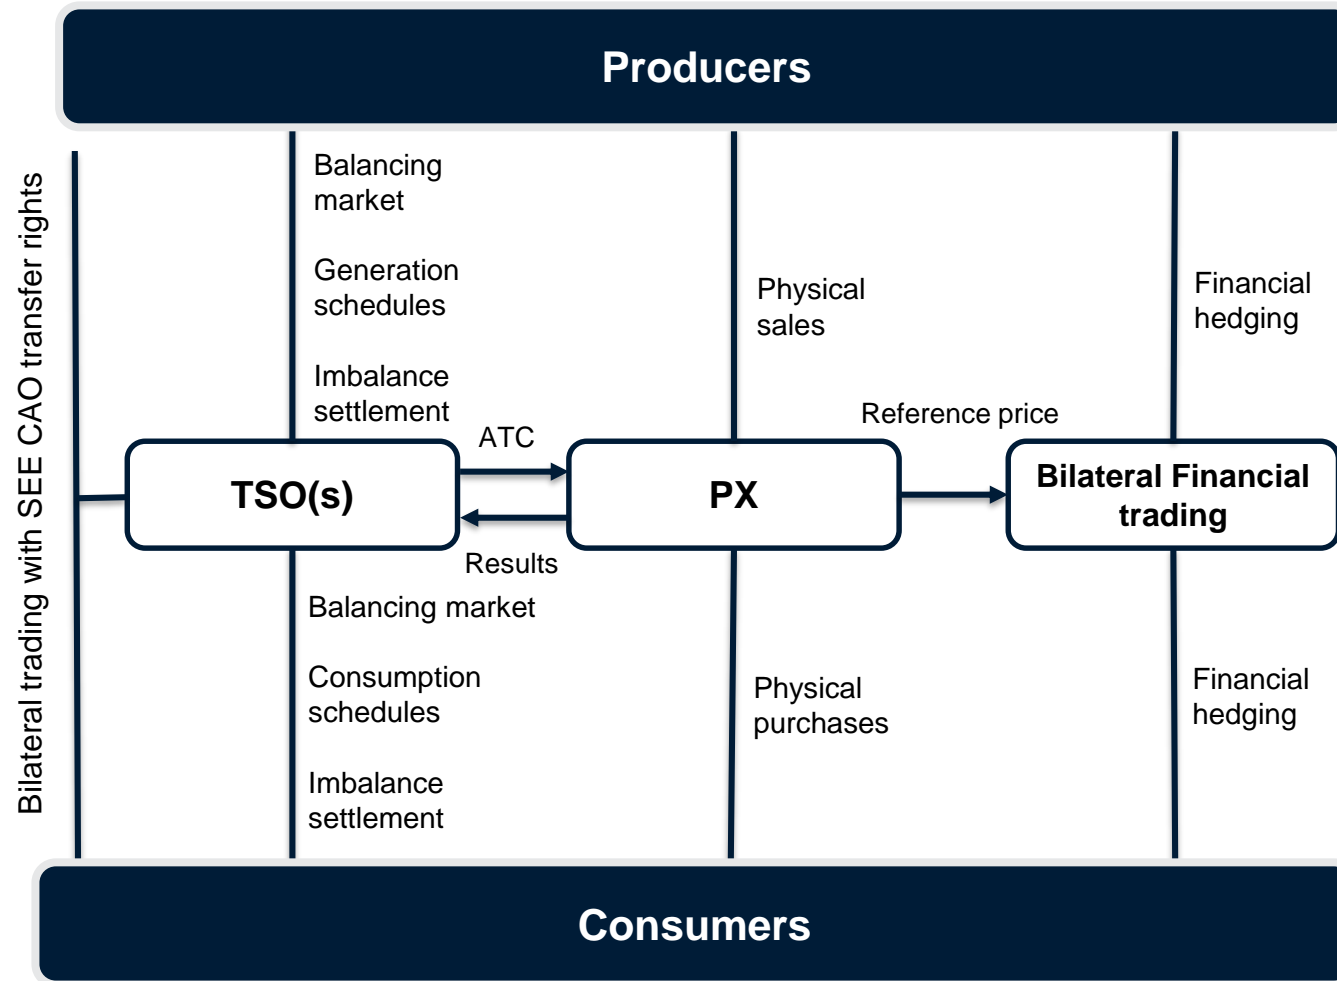 Producers
Bilateral trading with SEE CAO transfer rights
Balancing
market
Generation
schedules
Imbalance
settlement
Physical
sales
Financial
hedging
ATC
Reference price
TSO(s)
PX
Bilateral Financial
trading
Results
Balancing market
Consumption
schedules
Imbalance
settlement
Physical
purchases
Financial
hedging
Consumers